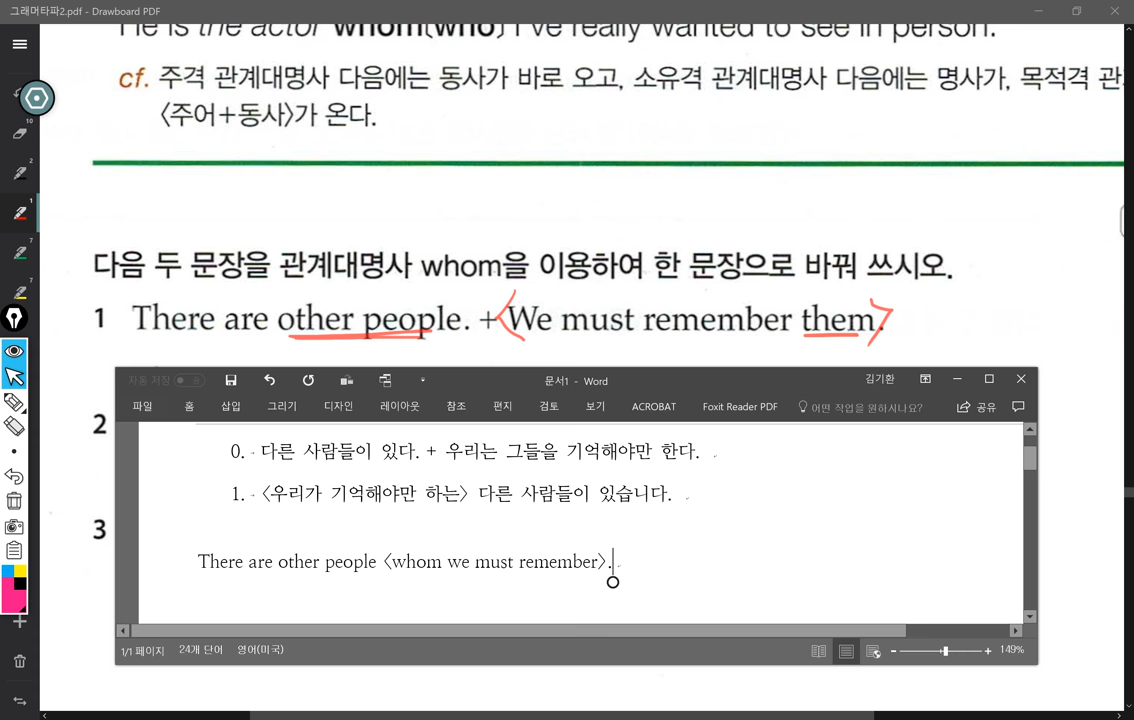 그래머타파2.pdf - Drawboard PDF
He is the actor whom(who) I've really wanted to see in person.
cf. 주격 관계대명사 다음에는 동사가 바로 오고, 소유격 관계대명사 다음에는 명사가, 목적격
〈주어+동사〉가 온다.
10
2
1
7
7
다음 두 문장을 관계대명사 whom을 이용하여 한 문장으로 바꿔 쓰시오.
1 There are other people. + We must remember them.
자동 저장
문서1 - Word
김기환
파일 홈 삽입 그리기 디자인 레이아웃 참조 편지 검토 보기 ACROBAT Foxit Reader PDF 어떤 작업을 원하시나요? 공유
2
0. 다른 사람들이 있다. + 우리는 그들을 기억해야만 한다.
1. 〈우리가 기억해야만 하는〉 다른 사람들이 있습니다.
3
There are other people 〈whom we must remember〉.
1/1 페이지 24개 단어 영어(미국) 149%